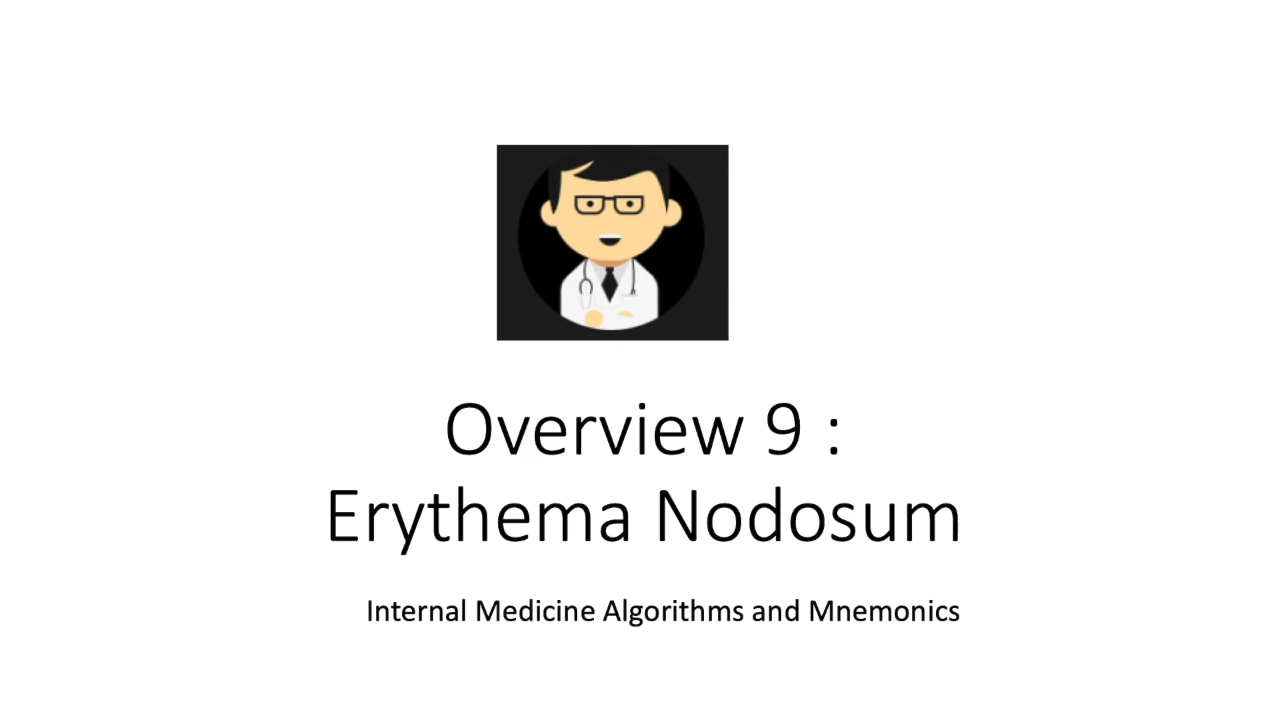 Overview 9 :
Erythema Nodosum
Internal Medicine Algorithms and Mnemonics